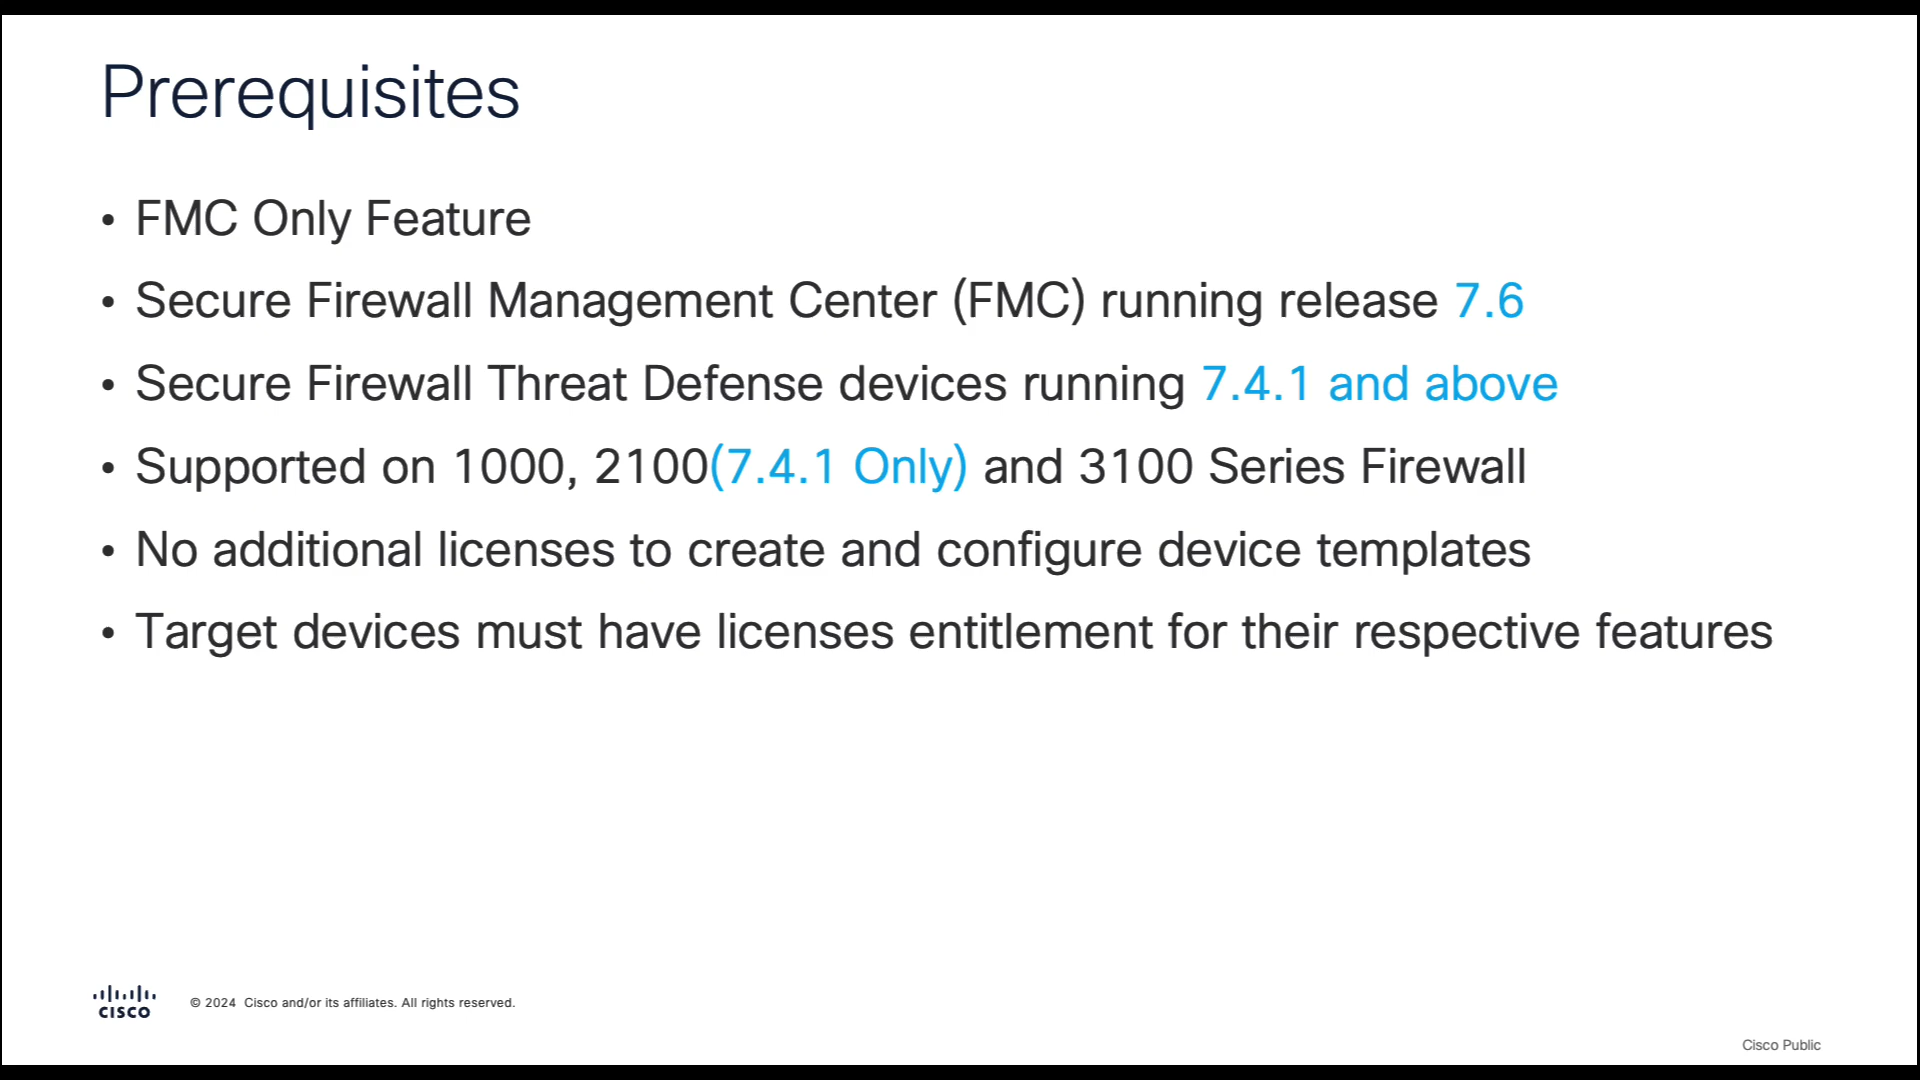 Prerequisites
• FMC Only Feature
• Secure Firewall Management Center (FMC) running release 7.6
• Secure Firewall Threat Defense devices running 7.4.1 and above
• Supported on 1000, 2100(7.4.1 Only) and 3100 Series Firewall
• No additional licenses to create and configure device templates
• Target devices must have licenses entitlement for their respective features
CISCO
© 2024 Cisco and/or its affiliates. All rights reserved.
Cisco Public